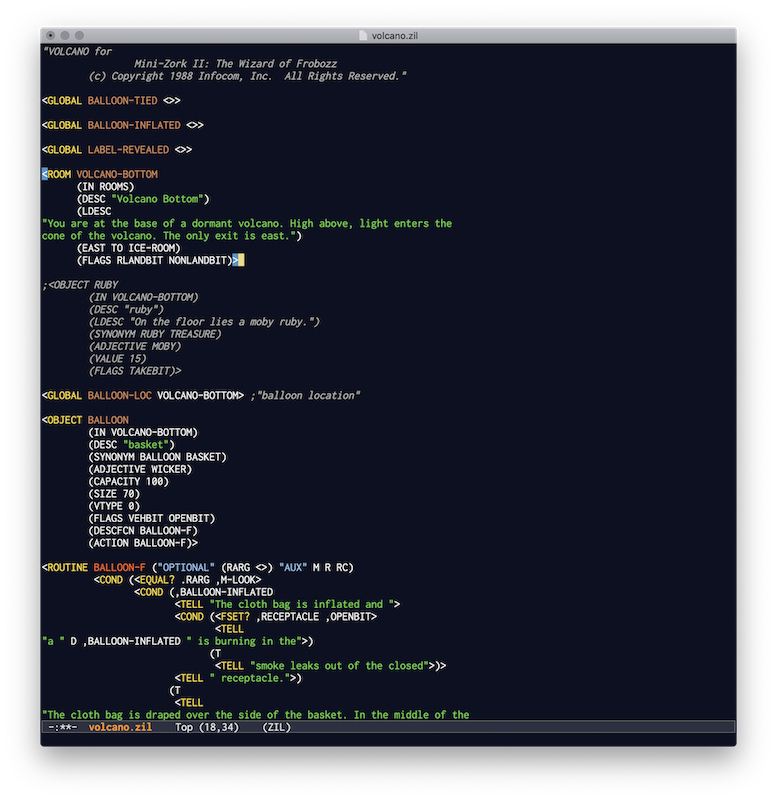 volcano.zil
"VOLCANO for
Mini-Zork II: The Wizard of Frobozz
(c) Copyright 1988 Infocom, Inc.  All Rights Reserved."
<GLOBAL BALLOON-TIED <>>
<GLOBAL BALLOON-INFLATED <>>
<GLOBAL LABEL-REVEALED <>>
<ROOM VOLCANO-BOTTOM
(IN ROOMS)
(DESC "Volcano Bottom")
(LDESC
"You are at the base of a dormant volcano. High above, light enters the
cone of the volcano. The only exit is east.")
(EAST TO ICE-ROOM)
(FLAGS RLANDBIT NONLANDBIT)>
;<OBJECT RUBY
(IN VOLCANO-BOTTOM)
(DESC "ruby")
(LDESC "On the floor lies a moby ruby.")
(SYNONYM RUBY TREASURE)
(ADJECTIVE MOBY)
(VALUE 15)
(FLAGS TAKEBIT)>
<GLOBAL BALLOON-LOC VOLCANO-BOTTOM> ;"balloon location"
<OBJECT BALLOON
(IN VOLCANO-BOTTOM)
(DESC "basket")
(SYNONYM BALLOON BASKET)
(ADJECTIVE WICKER)
(CAPACITY 100)
(SIZE 70)
(VTYPE 0)
(FLAGS VEHBIT OPENBIT)
(DESCFCN BALLOON-F)
(ACTION BALLOON-F)>
<ROUTINE BALLOON-F ("OPTIONAL" (RARG <>) "AUX" M R RC)
<COND (<EQUAL? .RARG ,M-LOOK>
<COND (,BALLOON-INFLATED
<TELL "The cloth bag is inflated and ">
<COND (<FSET? ,RECEPTACLE ,OPENBIT>
<TELL
"a " D ,BALLOON-INFLATED " is burning in the">)
(T
<TELL "smoke leaks out of the closed">)>
<TELL " receptacle.">)
(T
<TELL
"The cloth bag is draped over the side of the basket. In the middle of the
-:**-  volcano.zil    Top (18,34)    (ZIL)